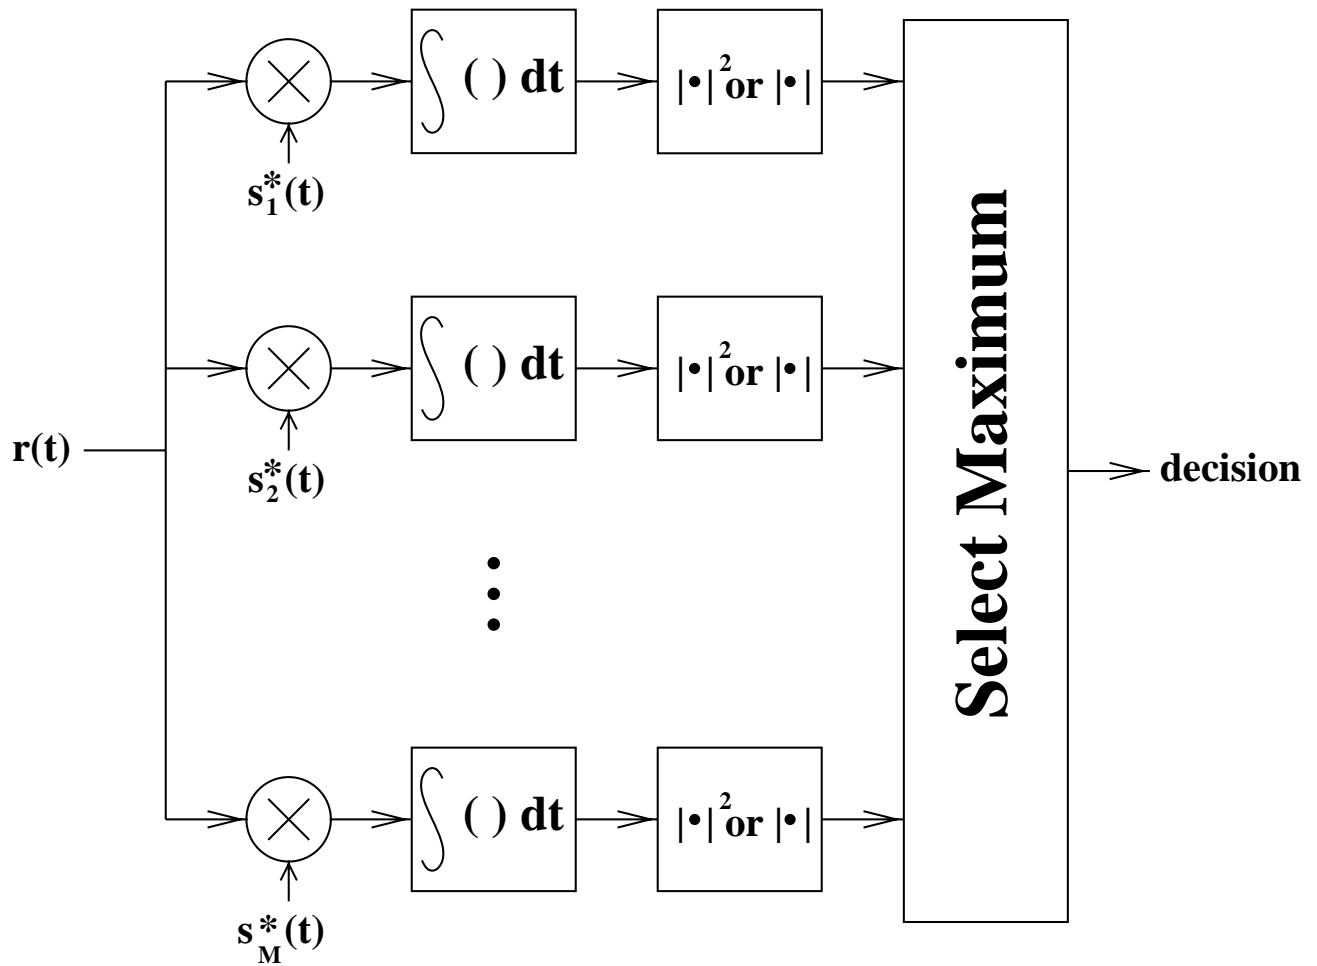 ∫ ( ) dt
|•|² or |•|
s₁*(t)
∫ ( ) dt
|•|² or |•|
s₂*(t)
r(t)
Select Maximum
decision
∫ ( ) dt
|•|² or |•|
s_M*(t)